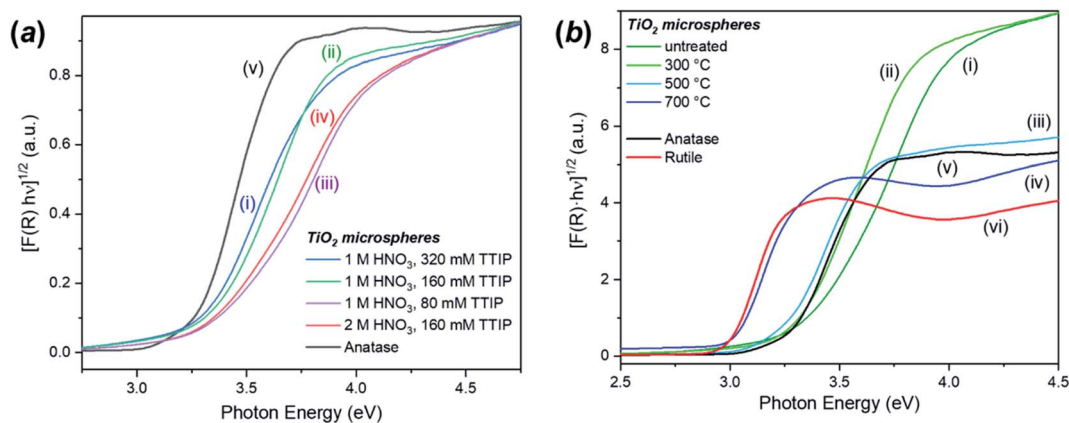 (a)
[F(R) hν]^1/2 (a.u.)
0.8
0.6
0.4
0.2
0.0
(v)
(ii)
(iv)
(i)
(iii)
TiO₂ microspheres
1 M HNO₃, 320 mM TTIP
1 M HNO₃, 160 mM TTIP
1 M HNO₃, 80 mM TTIP
2 M HNO₃, 160 mM TTIP
Anatase
3.0 3.5 4.0 4.5
Photon Energy (eV)
(b)
[F(R)·hν]^1/2 (a.u.)
8
6
4
2
0
TiO₂ microspheres
untreated
300 °C
500 °C
700 °C
Anatase
Rutile
(ii)
(i)
(iii)
(v)
(iv)
(vi)
2.5 3.0 3.5 4.0 4.5
Photon Energy (eV)